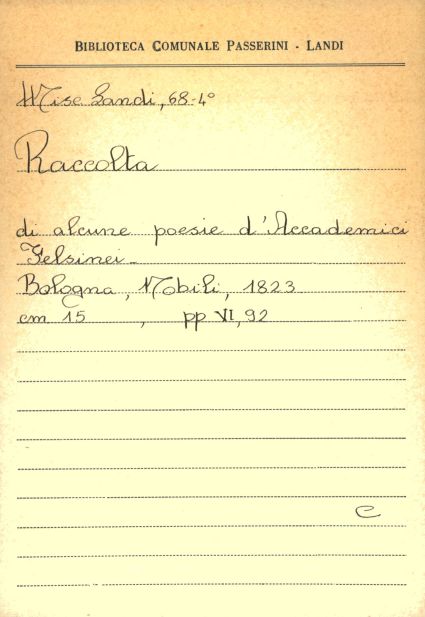 BIBLIOTECA COMUNALE PASSERINI - LANDI
Misc Landi, 68-4º
Raccolta
di alcune poesie d'Accademici
Felsinei-
Bologna, Nobili, 1823
cm 15 , pp VI, 92
C